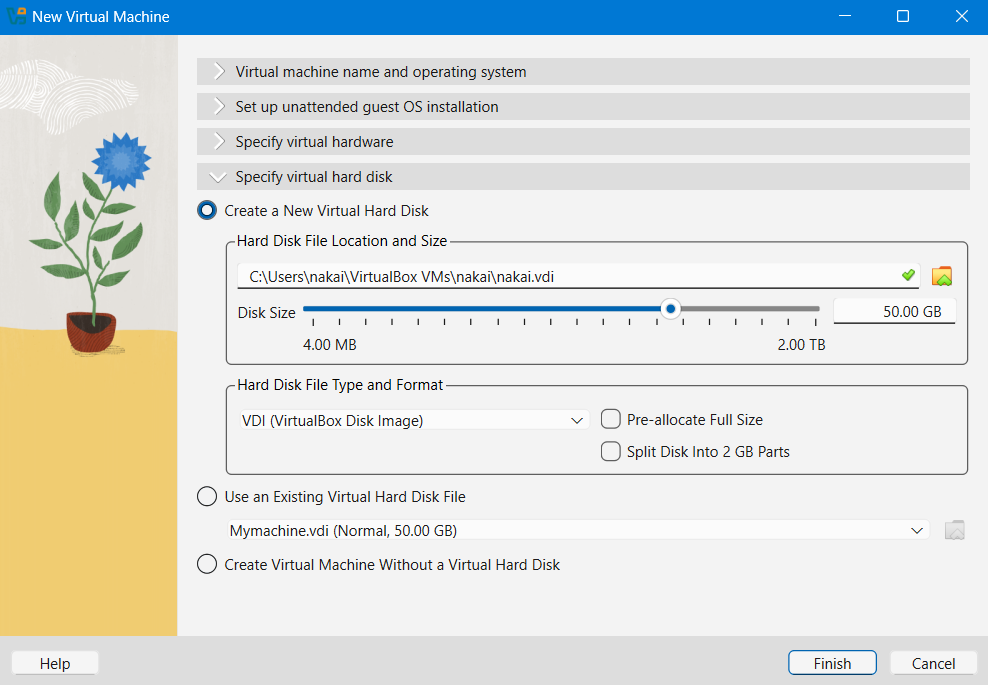 New Virtual Machine
Virtual machine name and operating system
Set up unattended guest OS installation
Specify virtual hardware
Specify virtual hard disk
Create a New Virtual Hard Disk
Hard Disk File Location and Size
C:\Users\nakai\VirtualBox VMs\nakai\nakai.vdi
Disk Size 50.00 GB
4.00 MB 2.00 TB
Hard Disk File Type and Format
VDI (VirtualBox Disk Image) Pre-allocate Full Size
Split Disk Into 2 GB Parts
Use an Existing Virtual Hard Disk File
Mymachine.vdi (Normal, 50.00 GB)
Create Virtual Machine Without a Virtual Hard Disk
Help Finish Cancel